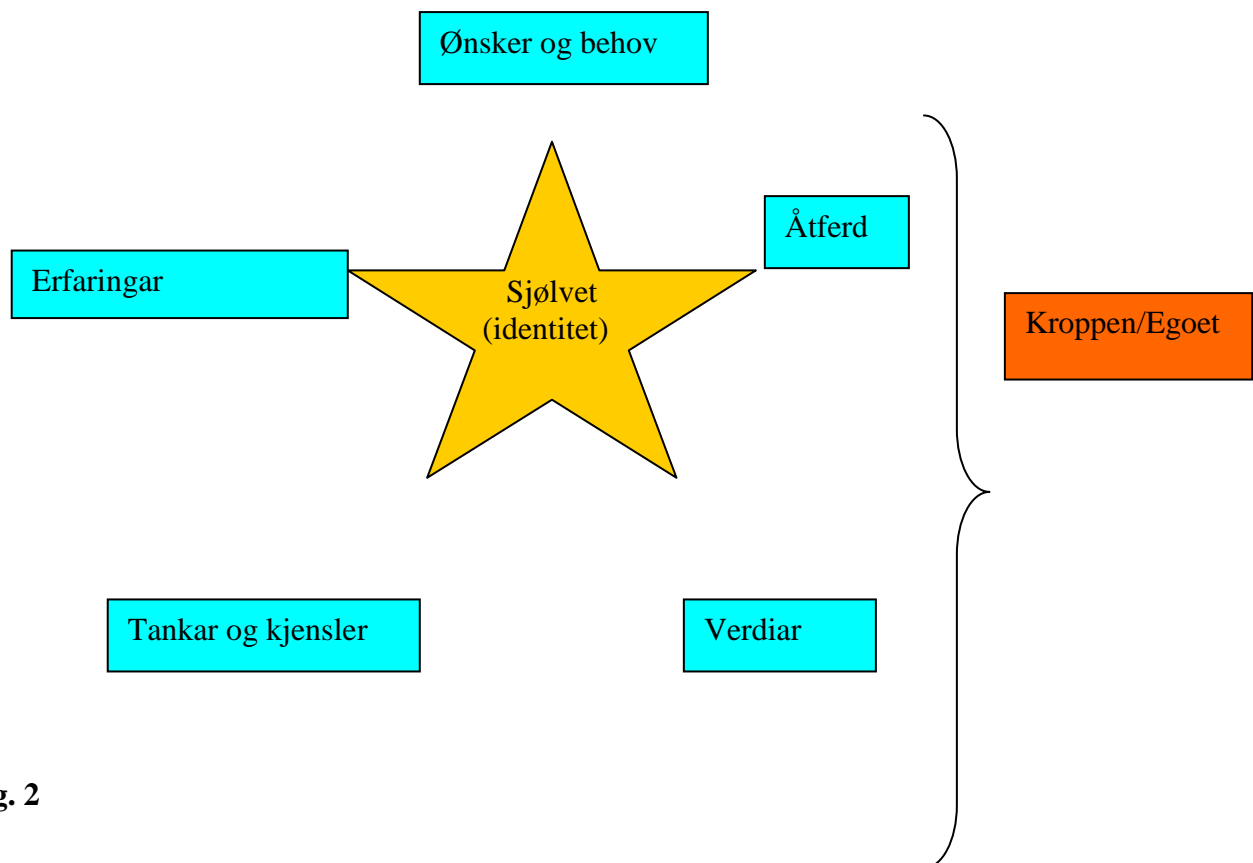 Ønsker og behov
Åtferd
Erfaringar
Sjølvet
(identitet)
Kroppen/Egoet
Tankar og kjensler
Verdiar
g. 2